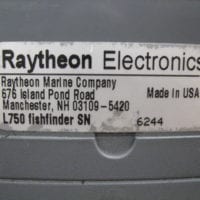 Raytheon Electronics
Raytheon Marine Company
676 Island Pond Road Made in USA
Manchester, NH 03109-5420
L750 fishfinder SN
6244